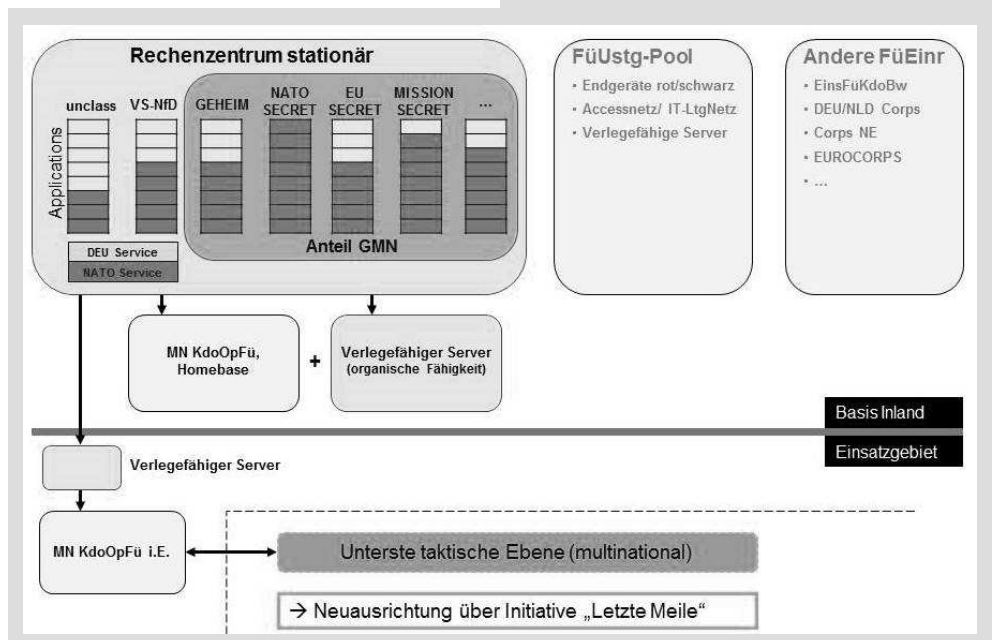 Rechenzentrum stationär
unclass
VS-NfD
GEHEIM
NATO
SECRET
EU
SECRET
MISSION
SECRET
...
Applications
Anteil GMN
DEU Service
NATO Service
FüUstg-Pool
• Endgeräte rot/schwarz
• Accessnetz/ IT-LtgNetz
• Verlegefähige Server
Andere FüEinr
• EinsFüKdoBw
• DEU/NLD Corps
• Corps NE
• EUROCORPS
• ...
MN KdoOpFü,
Homebase
+
Verlegefähiger Server
(organische Fähigkeit)
Basis Inland
Einsatzgebiet
Verlegefähiger Server
MN KdoOpFü i.E.
Unterste taktische Ebene (multinational)
→ Neuausrichtung über Initiative „Letzte Meile“